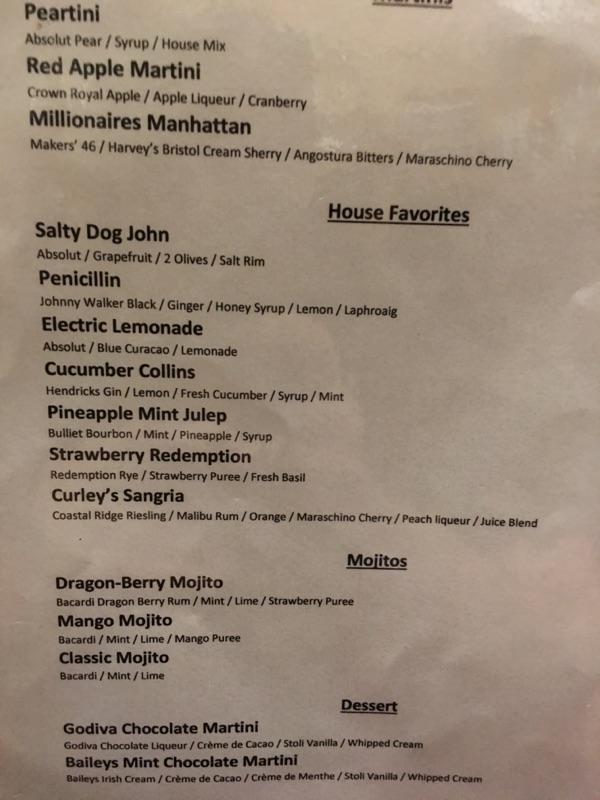 Peartini
Absolut Pear / Syrup / House Mix
Red Apple Martini
Crown Royal Apple / Apple Liqueur / Cranberry
Millionaires Manhattan
Makers' 46 / Harvey's Bristol Cream Sherry / Angostura Bitters / Maraschino Cherry
House Favorites
Salty Dog John
Absolut / Grapefruit / 2 Olives / Salt Rim
Penicillin
Johnny Walker Black / Ginger / Honey Syrup / Lemon / Laphroaig
Electric Lemonade
Absolut / Blue Curacao / Lemonade
Cucumber Collins
Hendricks Gin / Lemon / Fresh Cucumber / Syrup / Mint
Pineapple Mint Julep
Bulliet Bourbon / Mint / Pineapple / Syrup
Strawberry Redemption
Redemption Rye / Strawberry Puree / Fresh Basil
Curley's Sangria
Coastal Ridge Riesling / Malibu Rum / Orange / Maraschino Cherry / Peach liqueur / Juice Blend
Mojitos
Dragon-Berry Mojito
Bacardi Dragon Berry Rum / Mint / Lime / Strawberry Puree
Mango Mojito
Bacardi / Mint / Lime / Mango Puree
Classic Mojito
Bacardi / Mint / Lime
Dessert
Godiva Chocolate Martini
Godiva Chocolate Liqueur / Crème de Cacao / Stoli Vanilla / Whipped Cream
Baileys Mint Chocolate Martini
Baileys Irish Cream / Crème de Cacao / Crème de Menthe / Stoli Vanilla / Whipped Cream